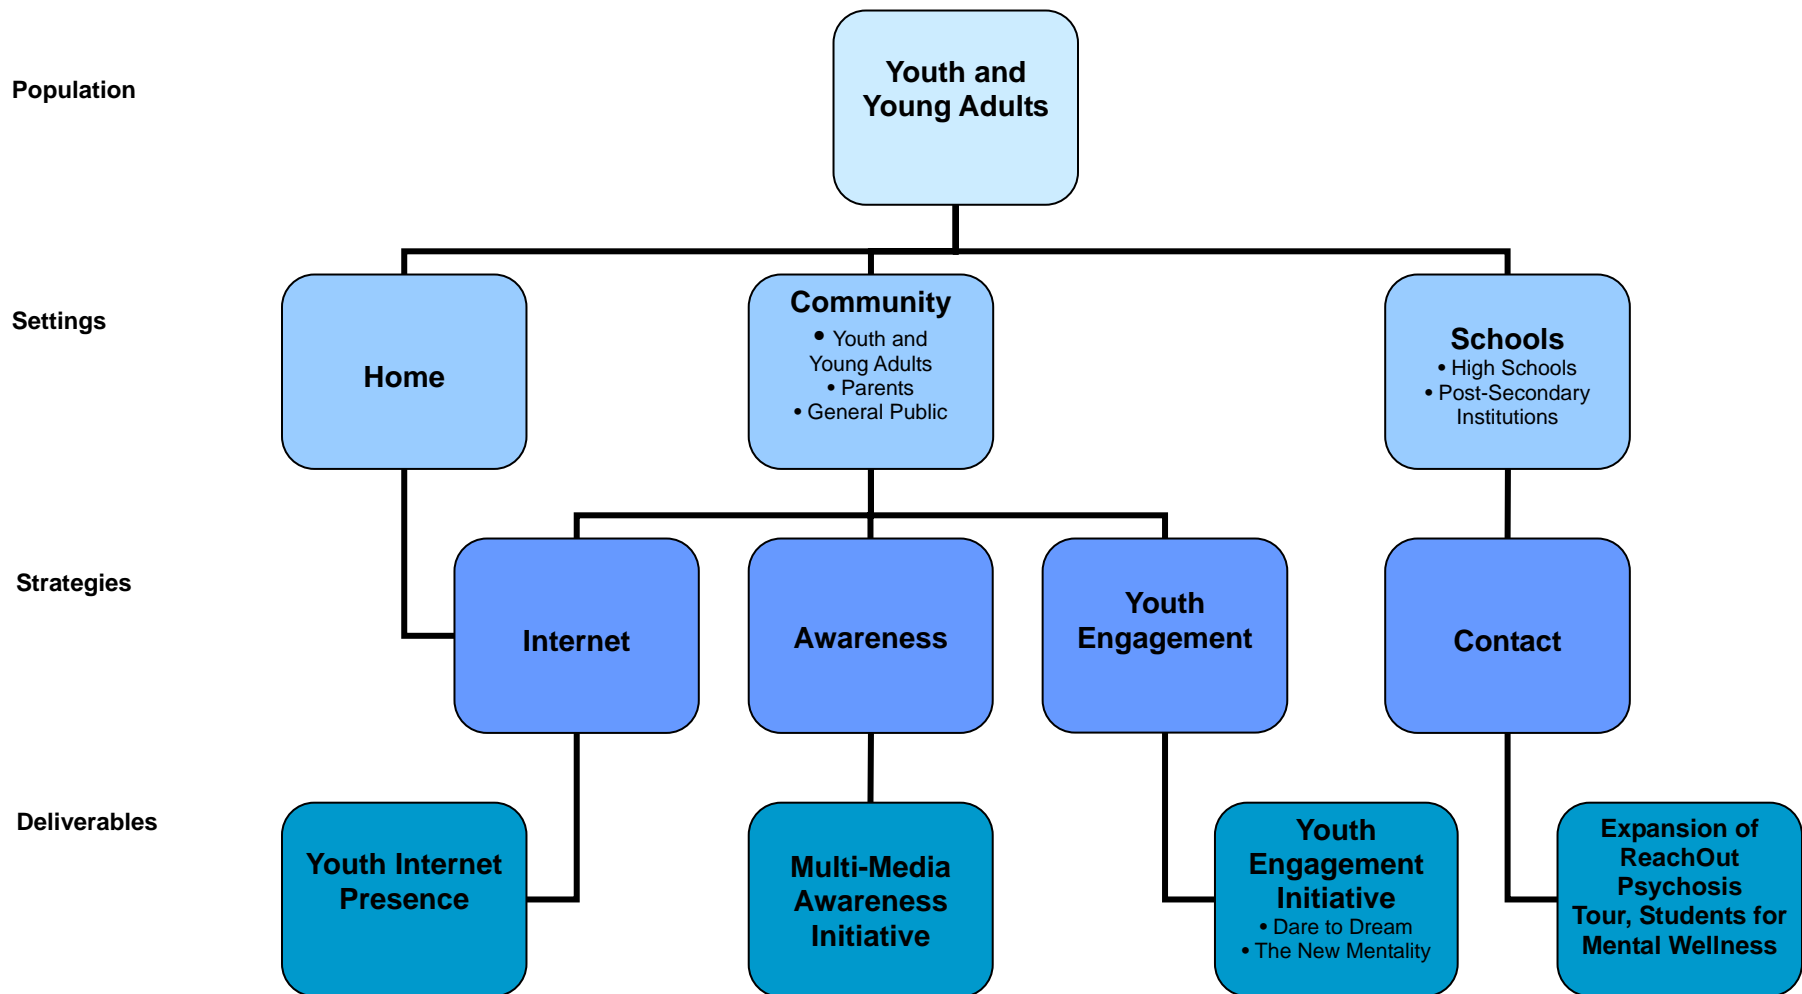 Population
Youth and
Young Adults
Settings
Home
Community
• Youth and
Young Adults
• Parents
• General Public
Schools
• High Schools
• Post-Secondary
Institutions
Strategies
Internet
Awareness
Youth
Engagement
Contact
Deliverables
Youth Internet
Presence
Multi-Media
Awareness
Initiative
Youth
Engagement
Initiative
• Dare to Dream
• The New Mentality
Expansion of
ReachOut
Psychosis
Tour, Students for
Mental Wellness